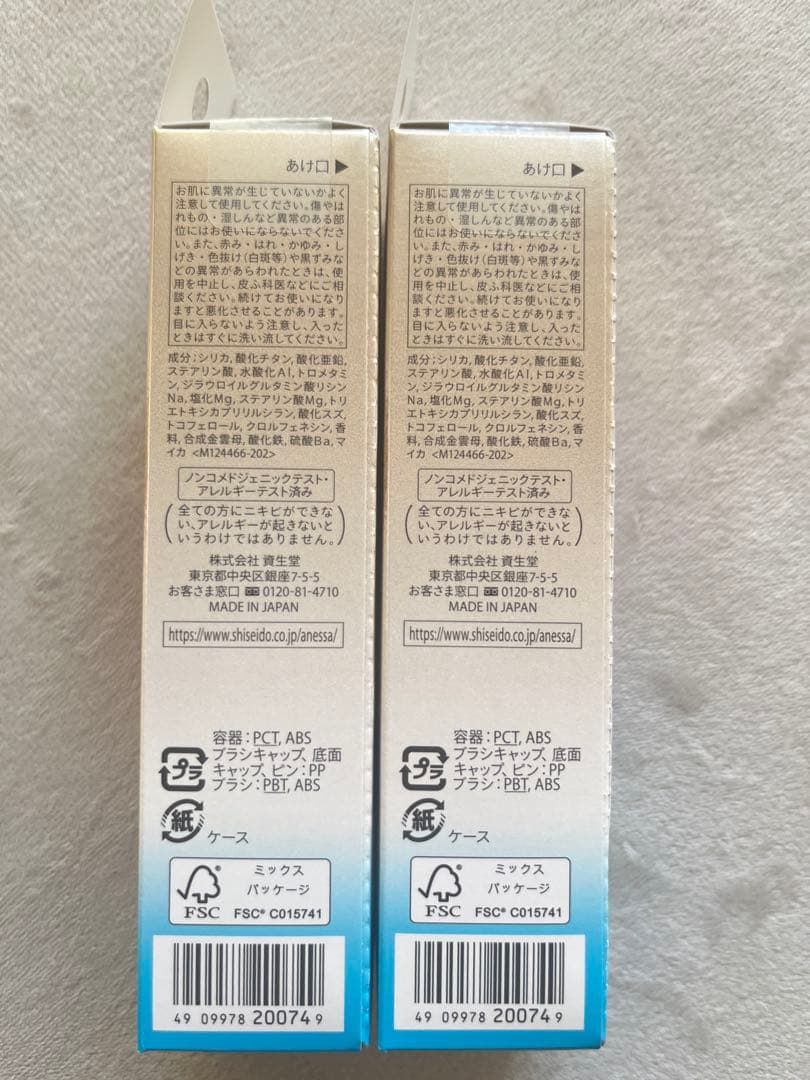 あけ口▶
お肌に異常が生じていないかよく
注意して使用してください。傷やは
れもの・湿しんなど異常のある部
位にはお使いにならないでくださ
い。また、赤み・はれ・かゆみ・し
げき・色抜け(白斑等)や黒ずみな
どの異常があらわれたときは、使
用を中止し、皮ふ科医などにご相
談ください。続けてお使いになり
ますと悪化させることがあります。
目に入らないよう注意し、入った
ときはすぐに洗い流してください。
成分:シリカ, 酸化チタン, 酸化亜鉛,
ステアリン酸, 水酸化Al, トロメタミ
ン, ジラウロイルグルタミン酸リシン
Na, 塩化Mg, ステアリン酸Mg, トリ
エトキシカプリリルシラン, 酸化スズ,
トコフェロール, クロルフェネシン, 香
料, 合成金雲母, 酸化鉄, 硫酸Ba, マ
イカ <M124466-202>
ノンコメドジェニックテスト・
アレルギーテスト済み
(全ての方にニキビができな
い、アレルギーが起きないと
いうわけではありません。)
株式会社 資生堂
東京都中央区銀座7-5-5
お客さま窓口 0120-81-4710
MADE IN JAPAN
https://www.shiseido.co.jp/anessa/
プラ
容器:PCT, ABS
ブラシキャップ、底面
キャップ、ピン:PP
ブラシ:PBT, ABS
紙
ケース
FSC
ミックス
パッケージ
FSC® C015741
4909978200749
あけ口▶
お肌に異常が生じていないかよく
注意して使用してください。傷やは
れもの・湿しんなど異常のある部
位にはお使いにならないでくださ
い。また、赤み・はれ・かゆみ・し
げき・色抜け(白斑等)や黒ずみな
どの異常があらわれたときは、使
用を中止し、皮ふ科医などにご相
談ください。続けてお使いになり
ますと悪化させることがあります。
目に入らないよう注意し、入った
ときはすぐに洗い流してください。
成分:シリカ, 酸化チタン, 酸化亜鉛,
ステアリン酸, 水酸化Al, トロメタミ
ン, ジラウロイルグルタミン酸リシン
Na, 塩化Mg, ステアリン酸Mg, トリ
エトキシカプリリルシラン, 酸化スズ,
トコフェロール, クロルフェネシン, 香
料, 合成金雲母, 酸化鉄, 硫酸Ba, マ
イカ <M124466-202>
ノンコメドジェニックテスト・
アレルギーテスト済み
(全ての方にニキビができな
い、アレルギーが起きないと
いうわけではありません。)
株式会社 資生堂
東京都中央区銀座7-5-5
お客さま窓口 0120-81-4710
MADE IN JAPAN
https://www.shiseido.co.jp/anessa/
プラ
容器:PCT, ABS
ブラシキャップ、底面
キャップ、ピン:PP
ブラシ:PBT, ABS
紙
ケース
FSC
ミックス
パッケージ
FSC® C015741
4909978200749